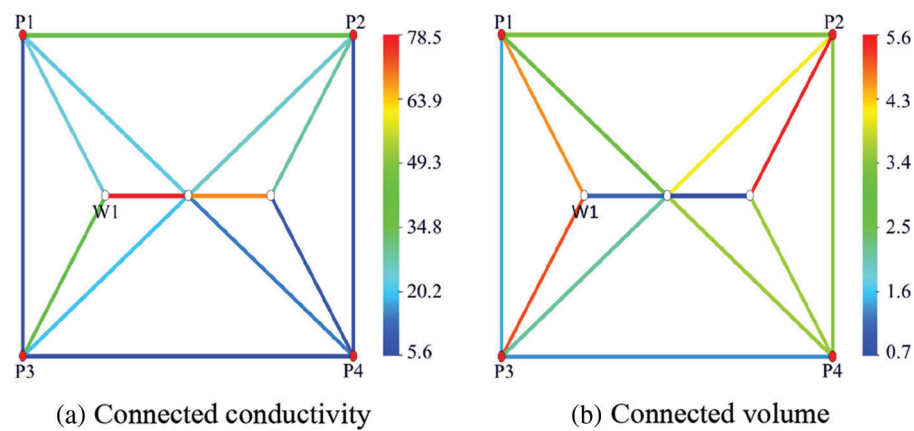 P1 P2
78.5
63.9
49.3
34.8
20.2
5.6
W1
P3 P4
(a) Connected conductivity
P1 P2
5.6
4.3
3.4
2.5
1.6
0.7
W1
P3 P4
(b) Connected volume